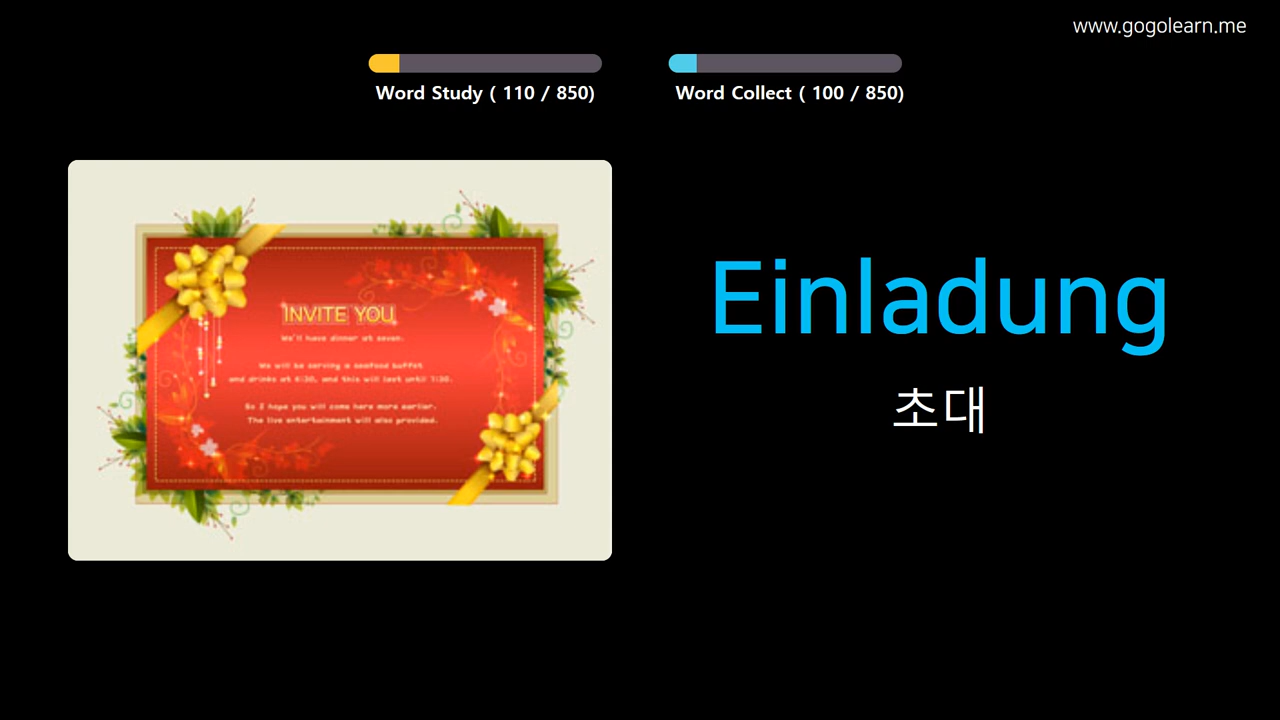 www.gogolearn.me
Word Study ( 110 / 850)
Word Collect ( 100 / 850)
INVITE YOU
We'll have dinner at seven.
We will be serving a seafood buffet
and drinks at 6:30, and this will last until 1:30.
So I hope you will come here more earlier.
The live entertainment will also provided.
Einladung
초대